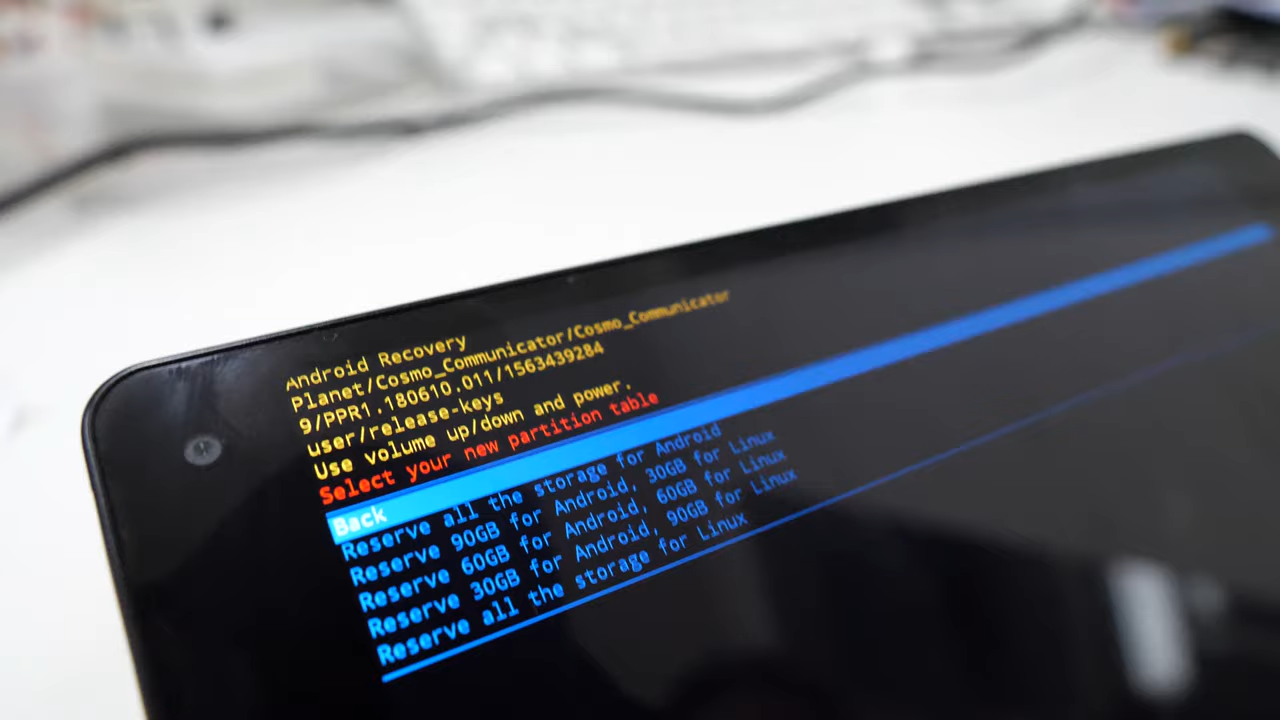 Android Recovery
Planet/Cosmo_Communicator/Cosmo_Communicator
9/PPR1.180610.011/1563439284
user/release-keys
Use volume up/down and power.
Select your new partition table
Back
Reserve all the storage for Android
Reserve 90GB for Android, 30GB for Linux
Reserve 60GB for Android, 60GB for Linux
Reserve 30GB for Android, 90GB for Linux
Reserve all the storage for Linux